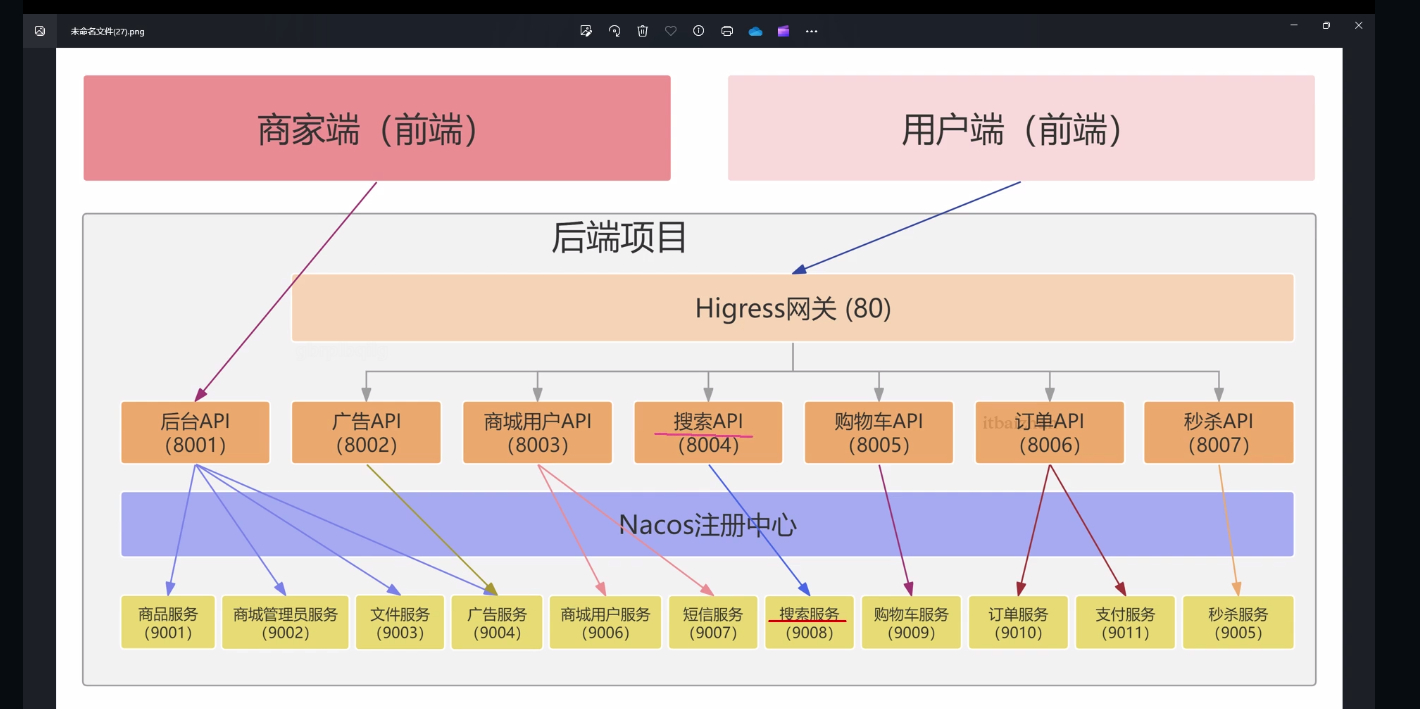 未命名文件(27).png
商家端（前端）
用户端（前端）
后端项目
Higress网关 (80)
后台API
（8001）
广告API
（8002）
商城用户API
（8003）
搜索API
（8004）
购物车API
（8005）
订单API
（8006）
秒杀API
（8007）
Nacos注册中心
商品服务
（9001）
商城管理员服务
（9002）
文件服务
（9003）
广告服务
（9004）
商城用户服务
（9006）
短信服务
（9007）
搜索服务
（9008）
购物车服务
（9009）
订单服务
（9010）
支付服务
（9011）
秒杀服务
（9005）